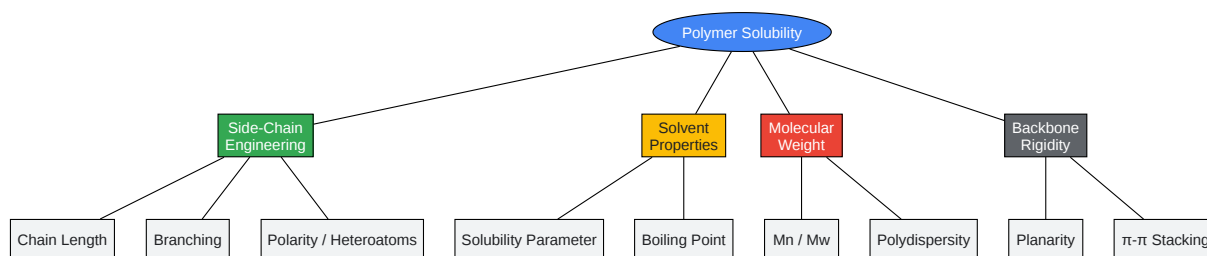 Polymer Solubility
Side-Chain
Engineering
Solvent
Properties
Molecular
Weight
Backbone
Rigidity
Chain Length
Branching
Polarity / Heteroatoms
Solubility Parameter
Boiling Point
Mn / Mw
Polydispersity
Planarity
π-π Stacking